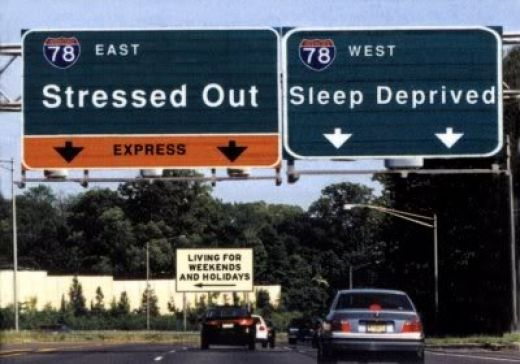 78 EAST
Stressed Out
EXPRESS
78 WEST
Sleep Deprived
LIVING FOR
WEEKENDS
AND HOLIDAYS